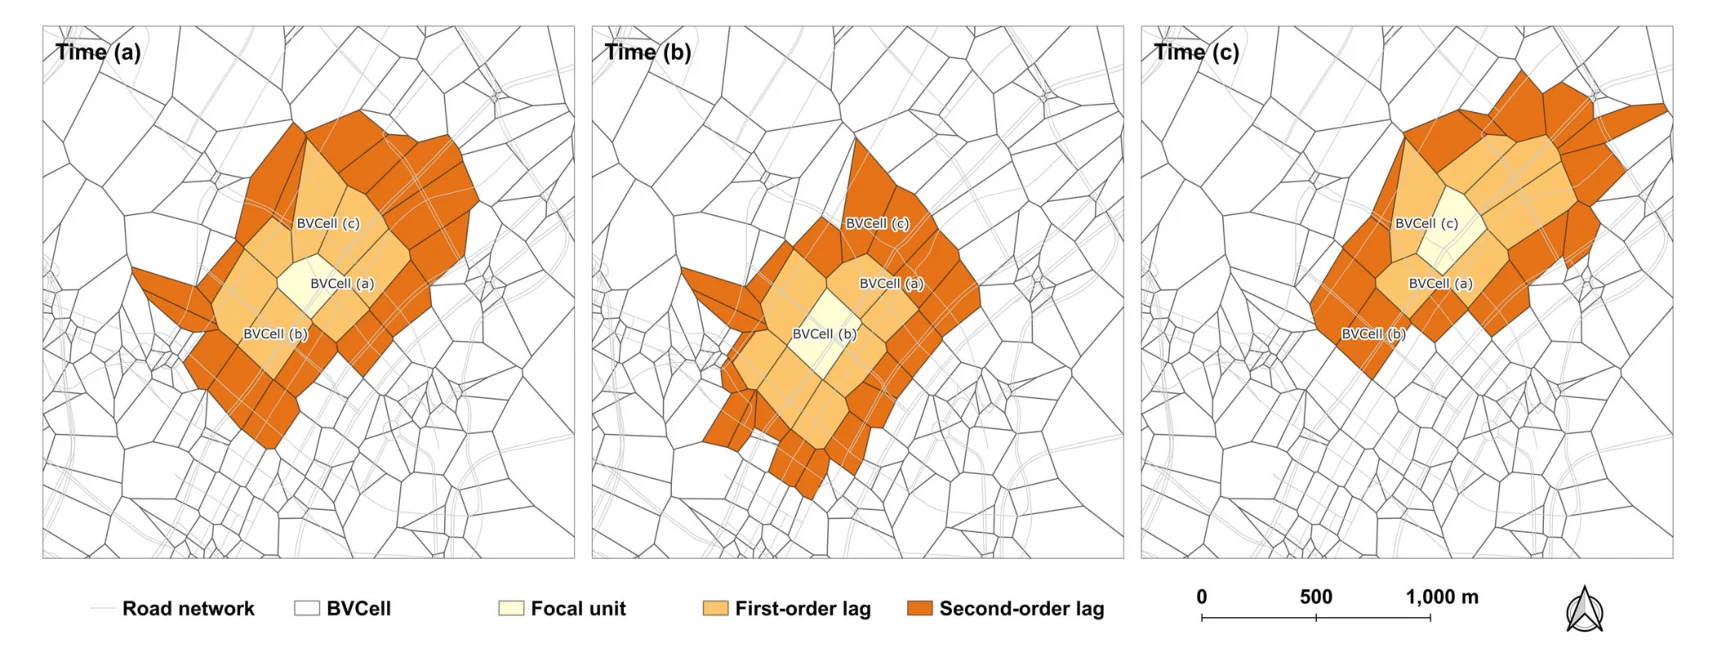 Time (a)
BVCell (c)
BVCell (a)
BVCell (b)
Time (b)
BVCell (c)
BVCell (a)
BVCell (b)
Time (c)
BVCell (c)
BVCell (a)
BVCell (b)
Road network
BVCell
Focal unit
First-order lag
Second-order lag
0 500 1,000 m